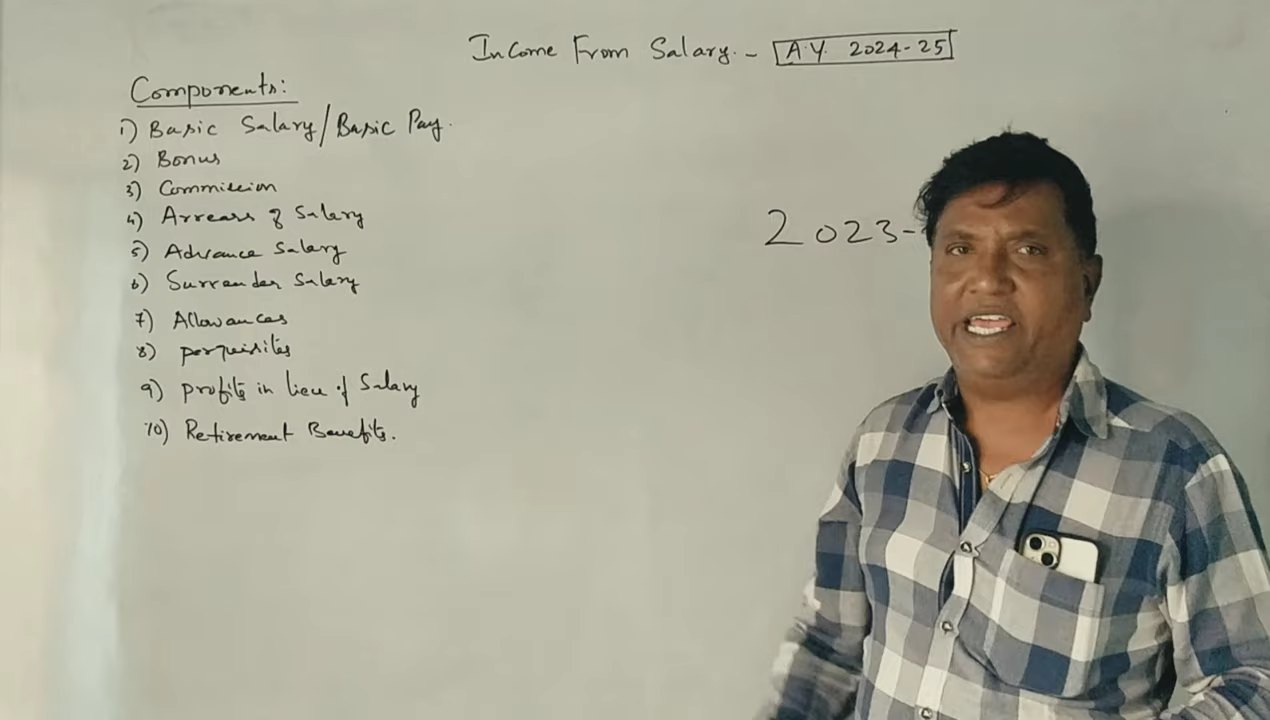 Income From Salary. - A.Y. 2024-25
Components:
1) Basic Salary/Basic Pay.
2) Bonus
3) Commission
4) Arrears of Salary
5) Advance Salary
6) Surrander Salary
7) Allowances
8) perquisites
9) profits in lieu of Salary
10) Retirement Benefits.
2023-